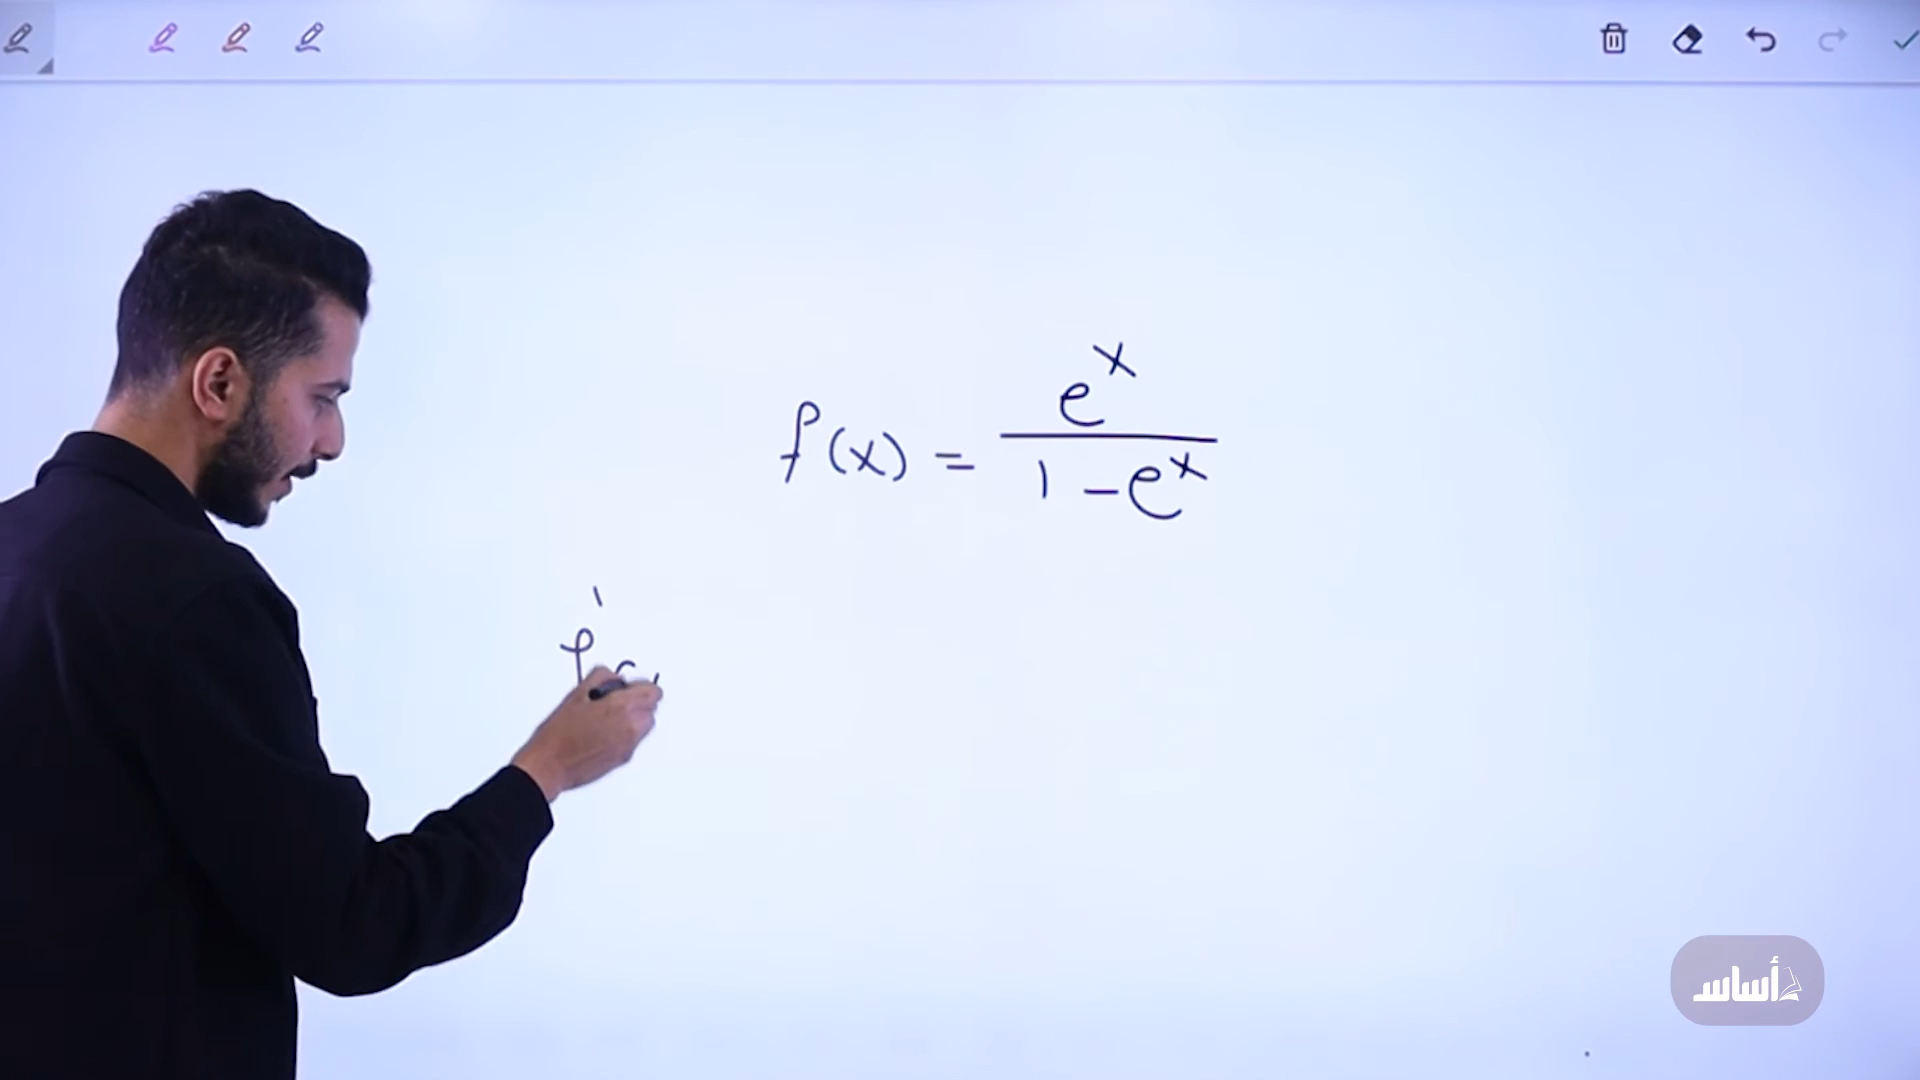 f(x) = e^x / 1 - e^x
f'
أساس